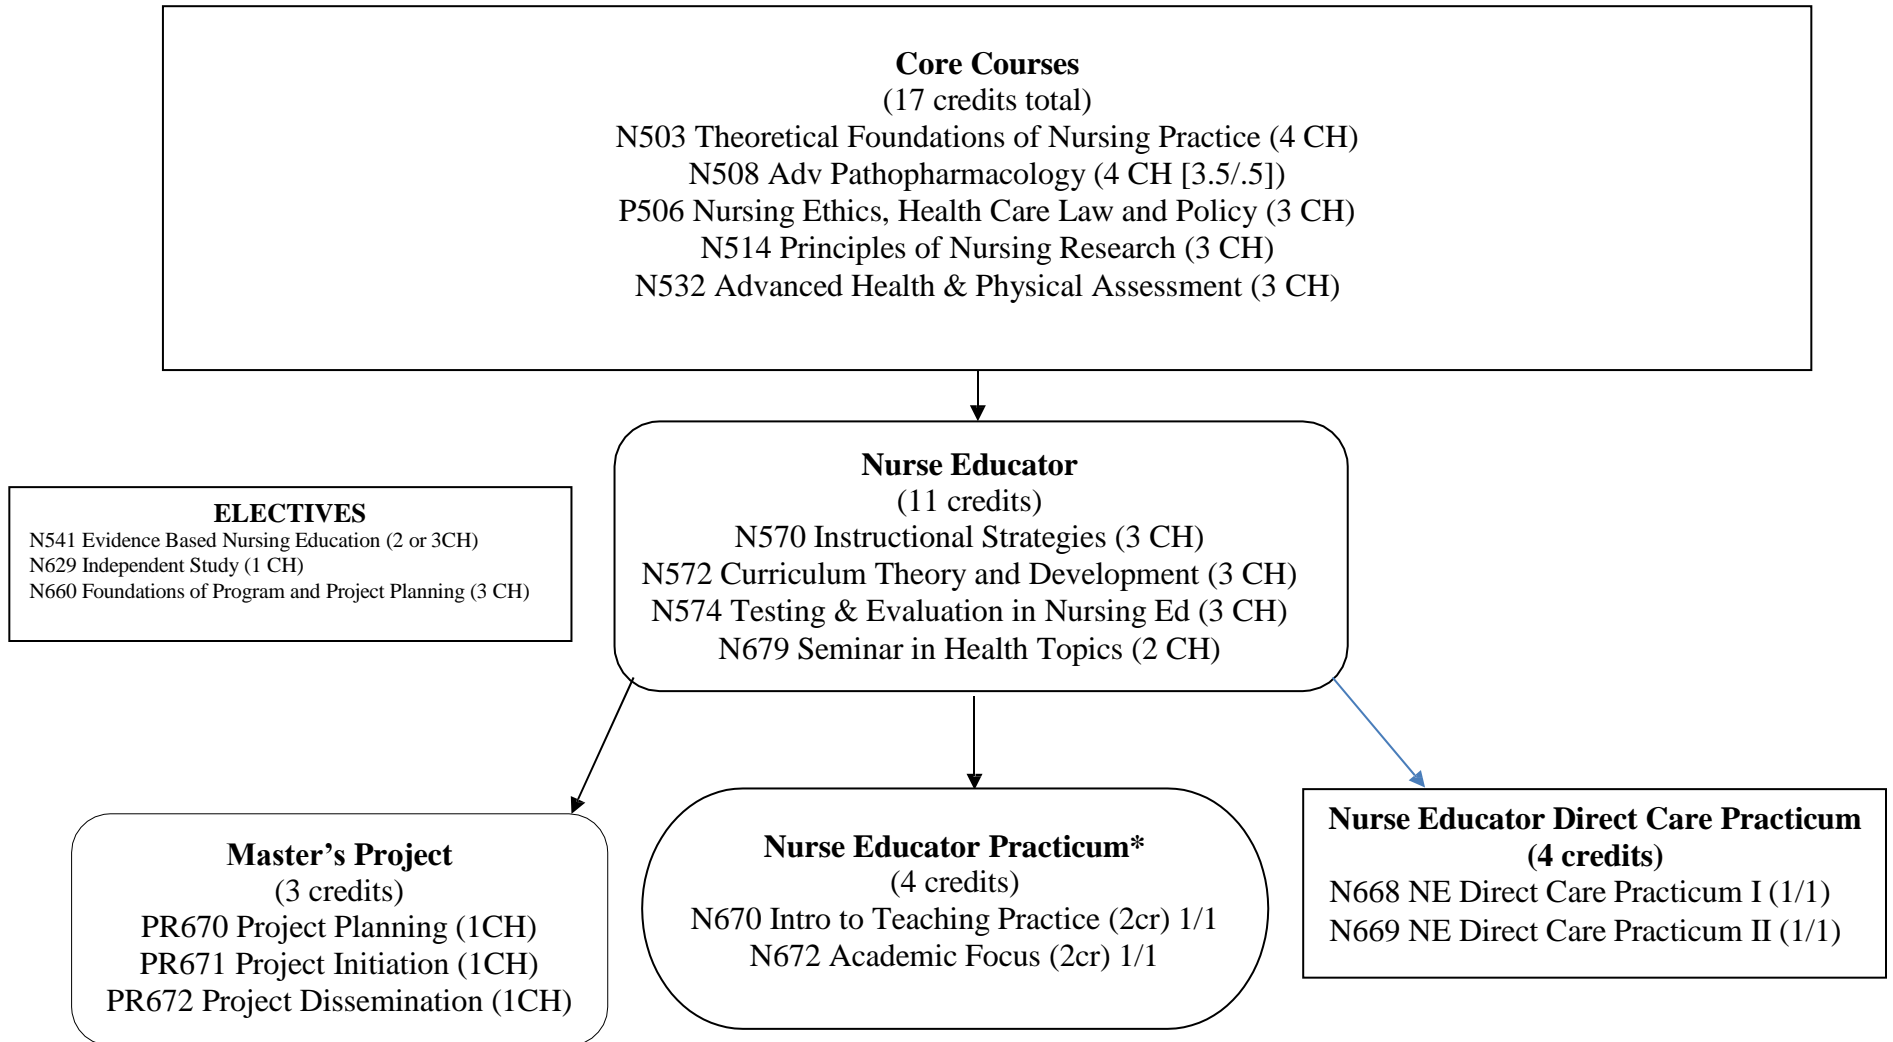 Core Courses
(17 credits total)
N503 Theoretical Foundations of Nursing Practice (4 CH)
N508 Adv Pathopharmacology (4 CH [3.5/.5])
P506 Nursing Ethics, Health Care Law and Policy (3 CH)
N514 Principles of Nursing Research (3 CH)
N532 Advanced Health & Physical Assessment (3 CH)
Nurse Educator
(11 credits)
N570 Instructional Strategies (3 CH)
N572 Curriculum Theory and Development (3 CH)
N574 Testing & Evaluation in Nursing Ed (3 CH)
N679 Seminar in Health Topics (2 CH)
ELECTIVES
N541 Evidence Based Nursing Education (2 or 3CH)
N629 Independent Study (1 CH)
N660 Foundations of Program and Project Planning (3 CH)
Master’s Project
(3 credits)
PR670 Project Planning (1CH)
PR671 Project Initiation (1CH)
PR672 Project Dissemination (1CH)
Nurse Educator Practicum*
(4 credits)
N670 Intro to Teaching Practice (2cr) 1/1
N672 Academic Focus (2cr) 1/1
Nurse Educator Direct Care Practicum
(4 credits)
N668 NE Direct Care Practicum I (1/1)
N669 NE Direct Care Practicum II (1/1)